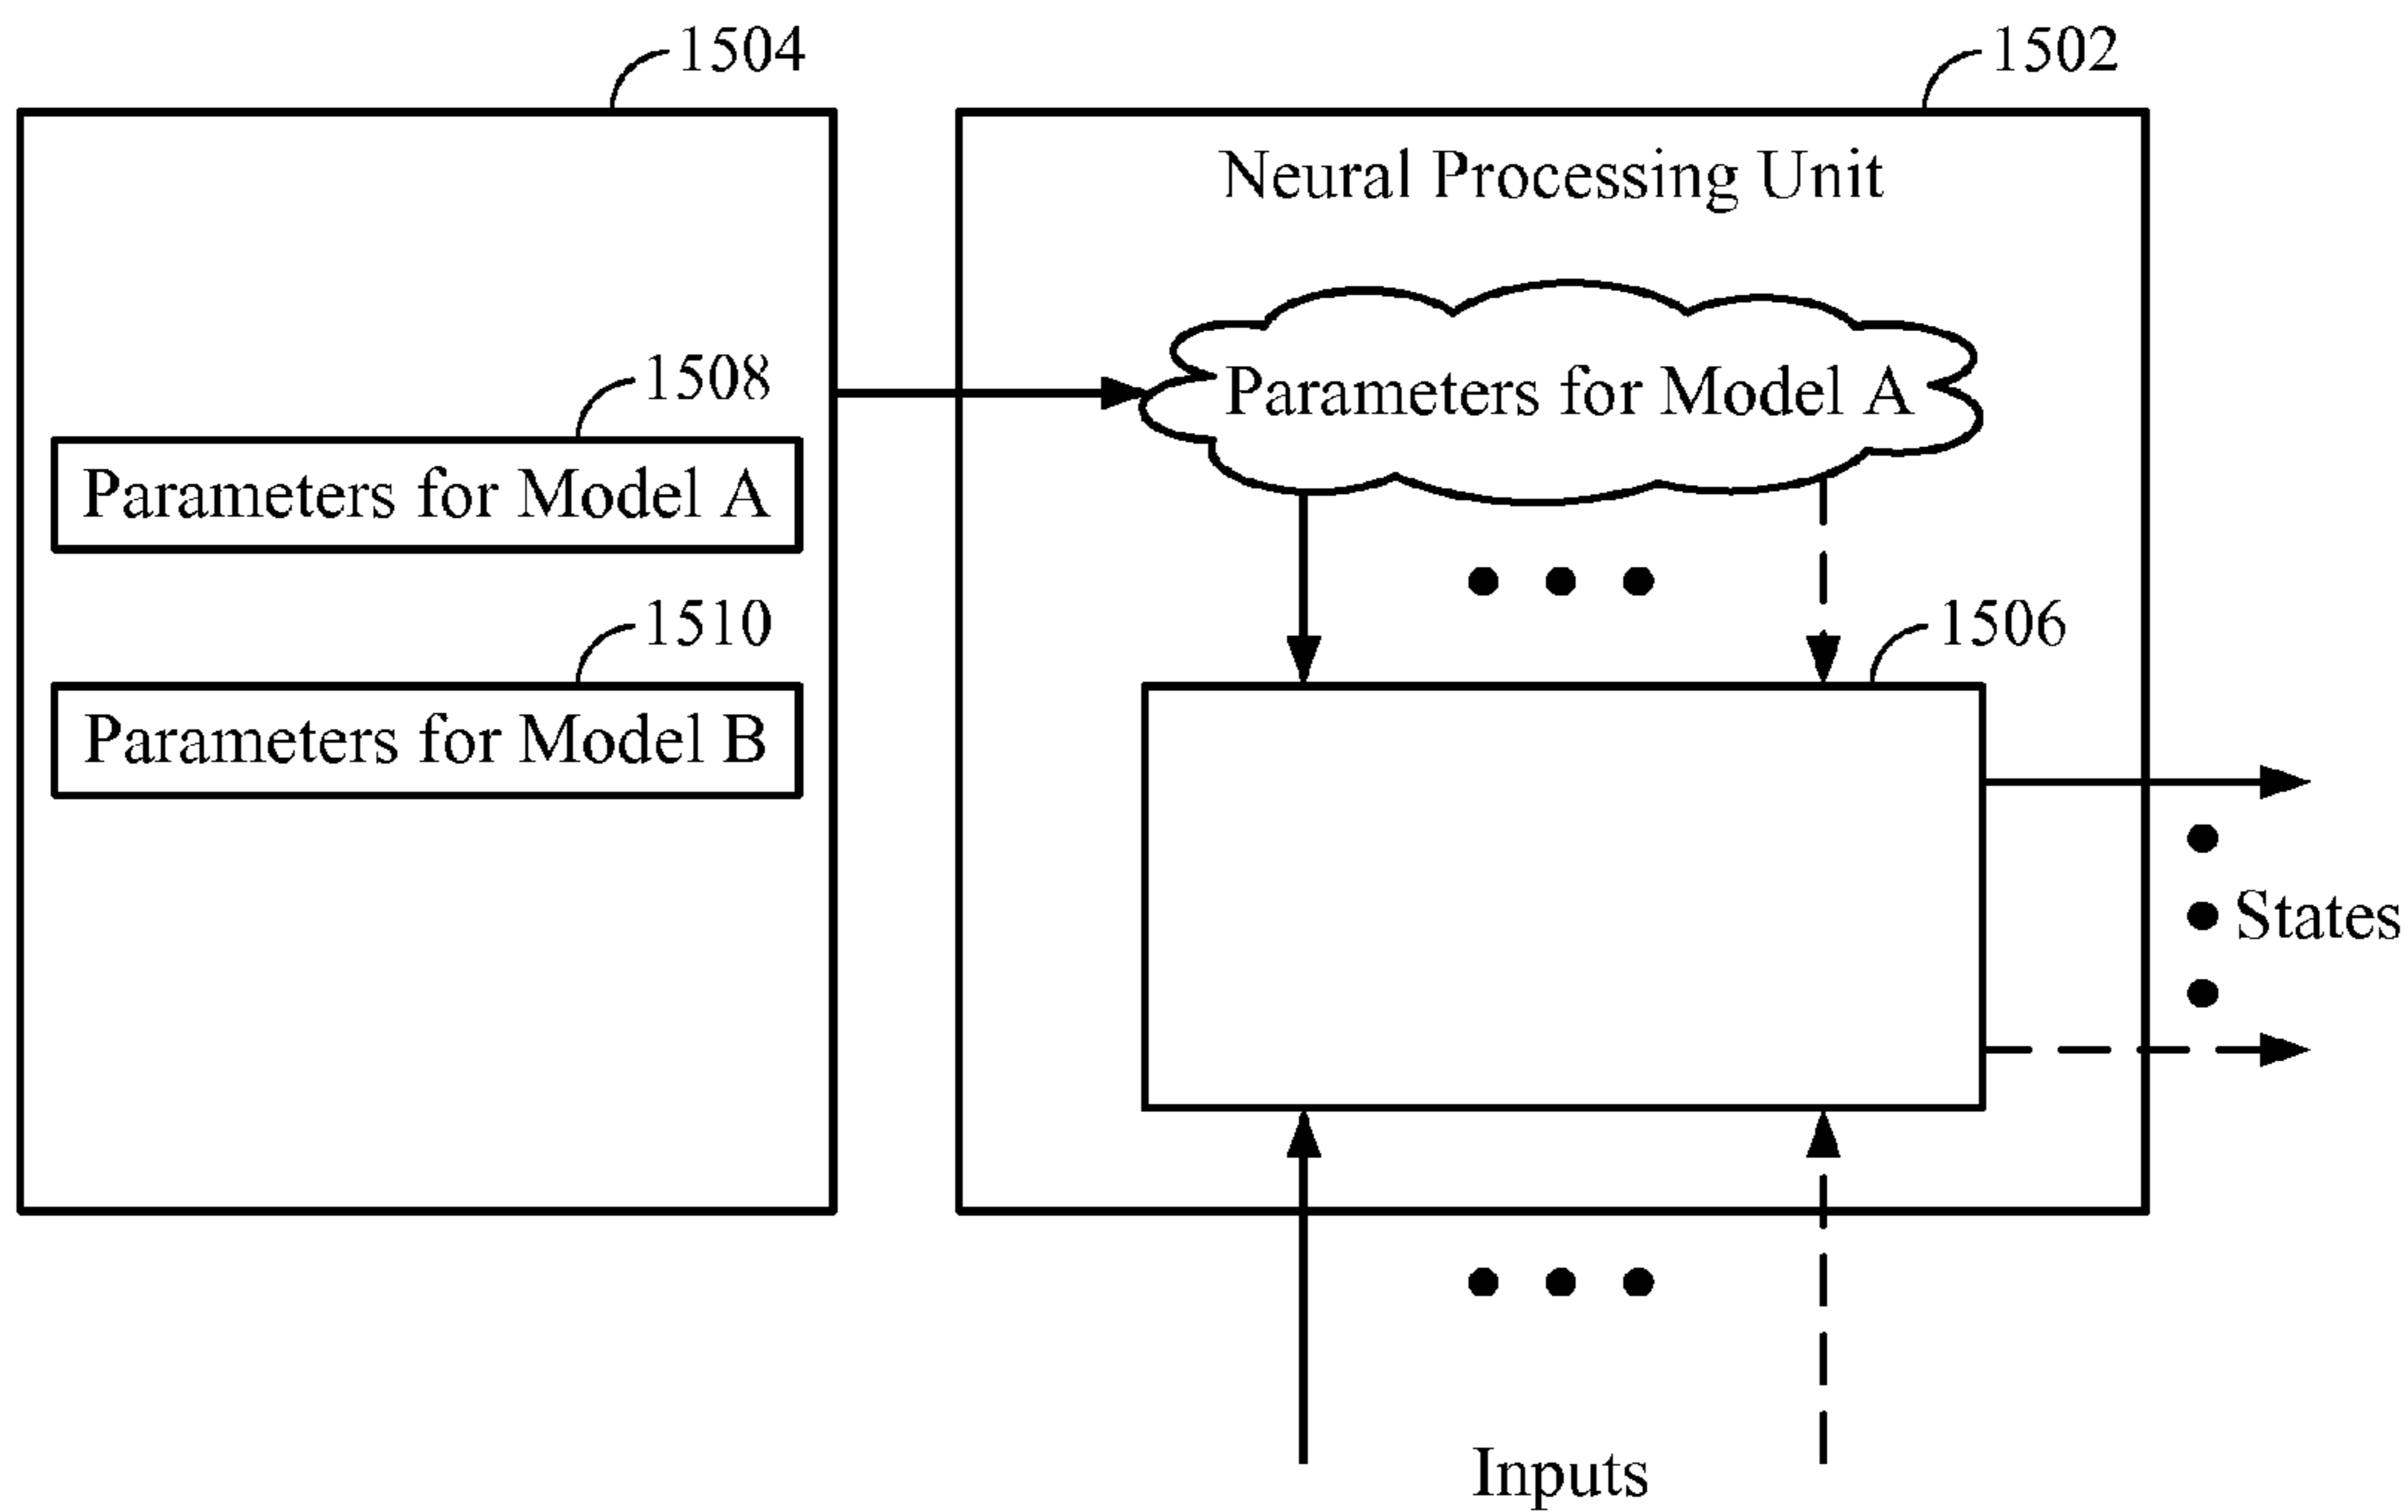 1504
1502
Neural Processing Unit
1508
Parameters for Model A
Parameters for Model A
1510
1506
Parameters for Model B
States
Inputs